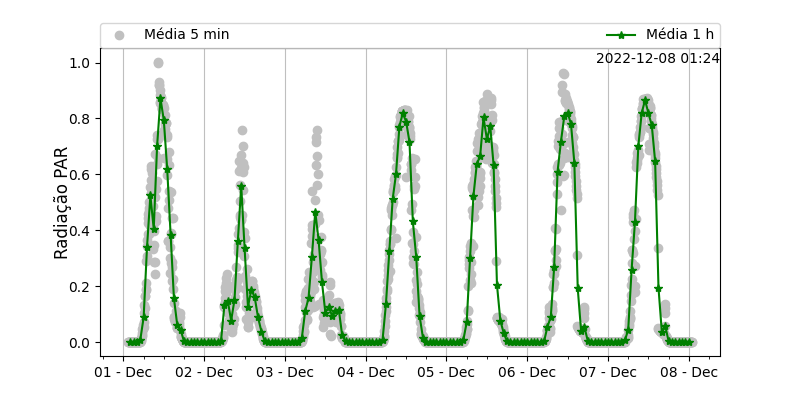 Média 5 min
Média 1 h
2022-12-08 01:24
Radiação PAR
1.0
0.8
0.6
0.4
0.2
0.0
01 - Dec 02 - Dec 03 - Dec 04 - Dec 05 - Dec 06 - Dec 07 - Dec 08 - Dec